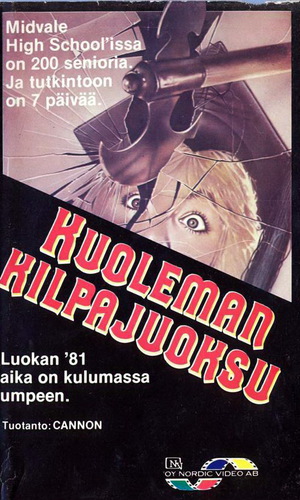 Midvale
High School'issa
on 200 senioria.
Ja tutkintoon
on 7 päivää.
KUOLEMAN
KILPAJUOKSU
Luokan '81
aika on kulumassa
umpeen.
Tuotanto: CANNON
OY NORDIC VIDEO AB